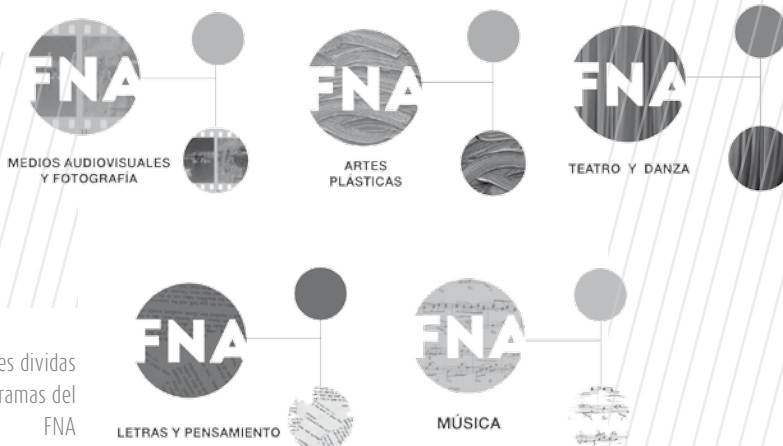 FNA
MEDIOS AUDIOVISUALES
Y FOTOGRAFÍA
FNA
ARTES
PLÁSTICAS
FNA
TEATRO Y DANZA
FNA
LETRAS Y PENSAMIENTO
FNA
MÚSICA
es dividas
ramas del
FNA